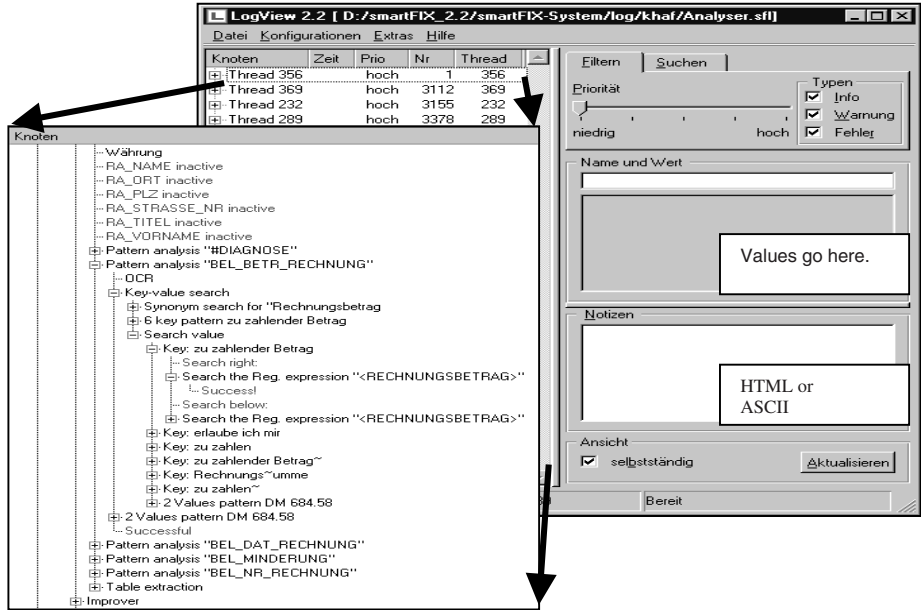 LogView 2.2 [ D:/smartFIX_2.2/smartFIX-System/log/khaf/Analyser.sfl]
Datei Konfigurationen Extras Hilfe
Knoten Zeit Prio Nr Thread
Thread 356 hoch 1 356
Thread 369 hoch 3112 369
Thread 232 hoch 3155 232
Thread 289 hoch 3378 289
Filtern Suchen
Priorität
niedrig hoch
Typen
Info
Warnung
Fehler
Name und Wert
Values go here.
Notizen
HTML or
ASCII
Ansicht
selbstständig
Aktualisieren
Bereit
Knoten
Währung
RA_NAME inactive
RA_ORT inactive
RA_PLZ inactive
RA_STRASSE_NR inactive
RA_TITEL inactive
RA_VORNAME inactive
Pattern analysis "#DIAGNOSE"
Pattern analysis "BEL_BETR_RECHNUNG"
OCR
Key-value search
Synonym search for "Rechnungsbetrag
6 key pattern zu zahlender Betrag
Search value
Key: zu zahlender Betrag
Search right:
Search the Reg. expression "<RECHNUNGSBETRAG>"
Success!
Search below:
Search the Reg. expression "<RECHNUNGSBETRAG>"
Key: erlaube ich mir
Key: zu zahlen
Key: zu zahlender Betrag~
Key: Rechnungs~umme
Key: zu zahlen~
2 Values pattern DM 684.58
2 Values pattern DM 684.58
Successful
Pattern analysis "BEL_DAT_RECHNUNG"
Pattern analysis "BEL_MINDERUNG"
Pattern analysis "BEL_NR_RECHNUNG"
Table extraction
Improver